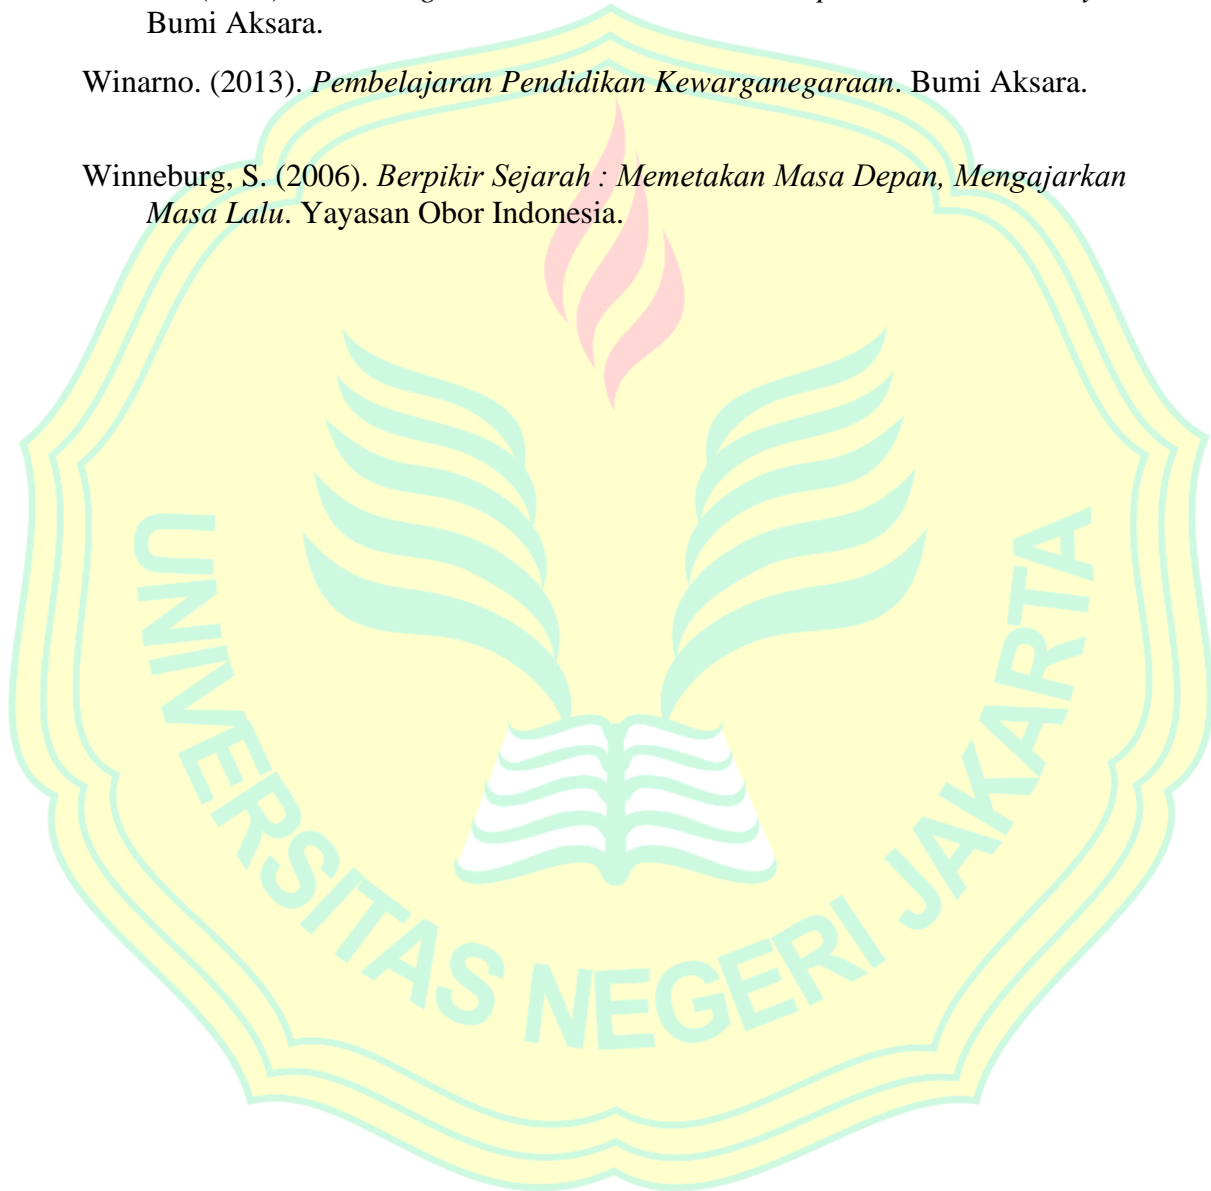 Bumi Aksara.
Winarno. (2013). Pembelajaran Pendidikan Kewarganegaraan. Bumi Aksara.
Winneburg, S. (2006). Berpikir Sejarah : Memetakan Masa Depan, Mengajarkan
Masa Lalu. Yayasan Obor Indonesia.
UNIVERSITAS NEGERI JAKARTA